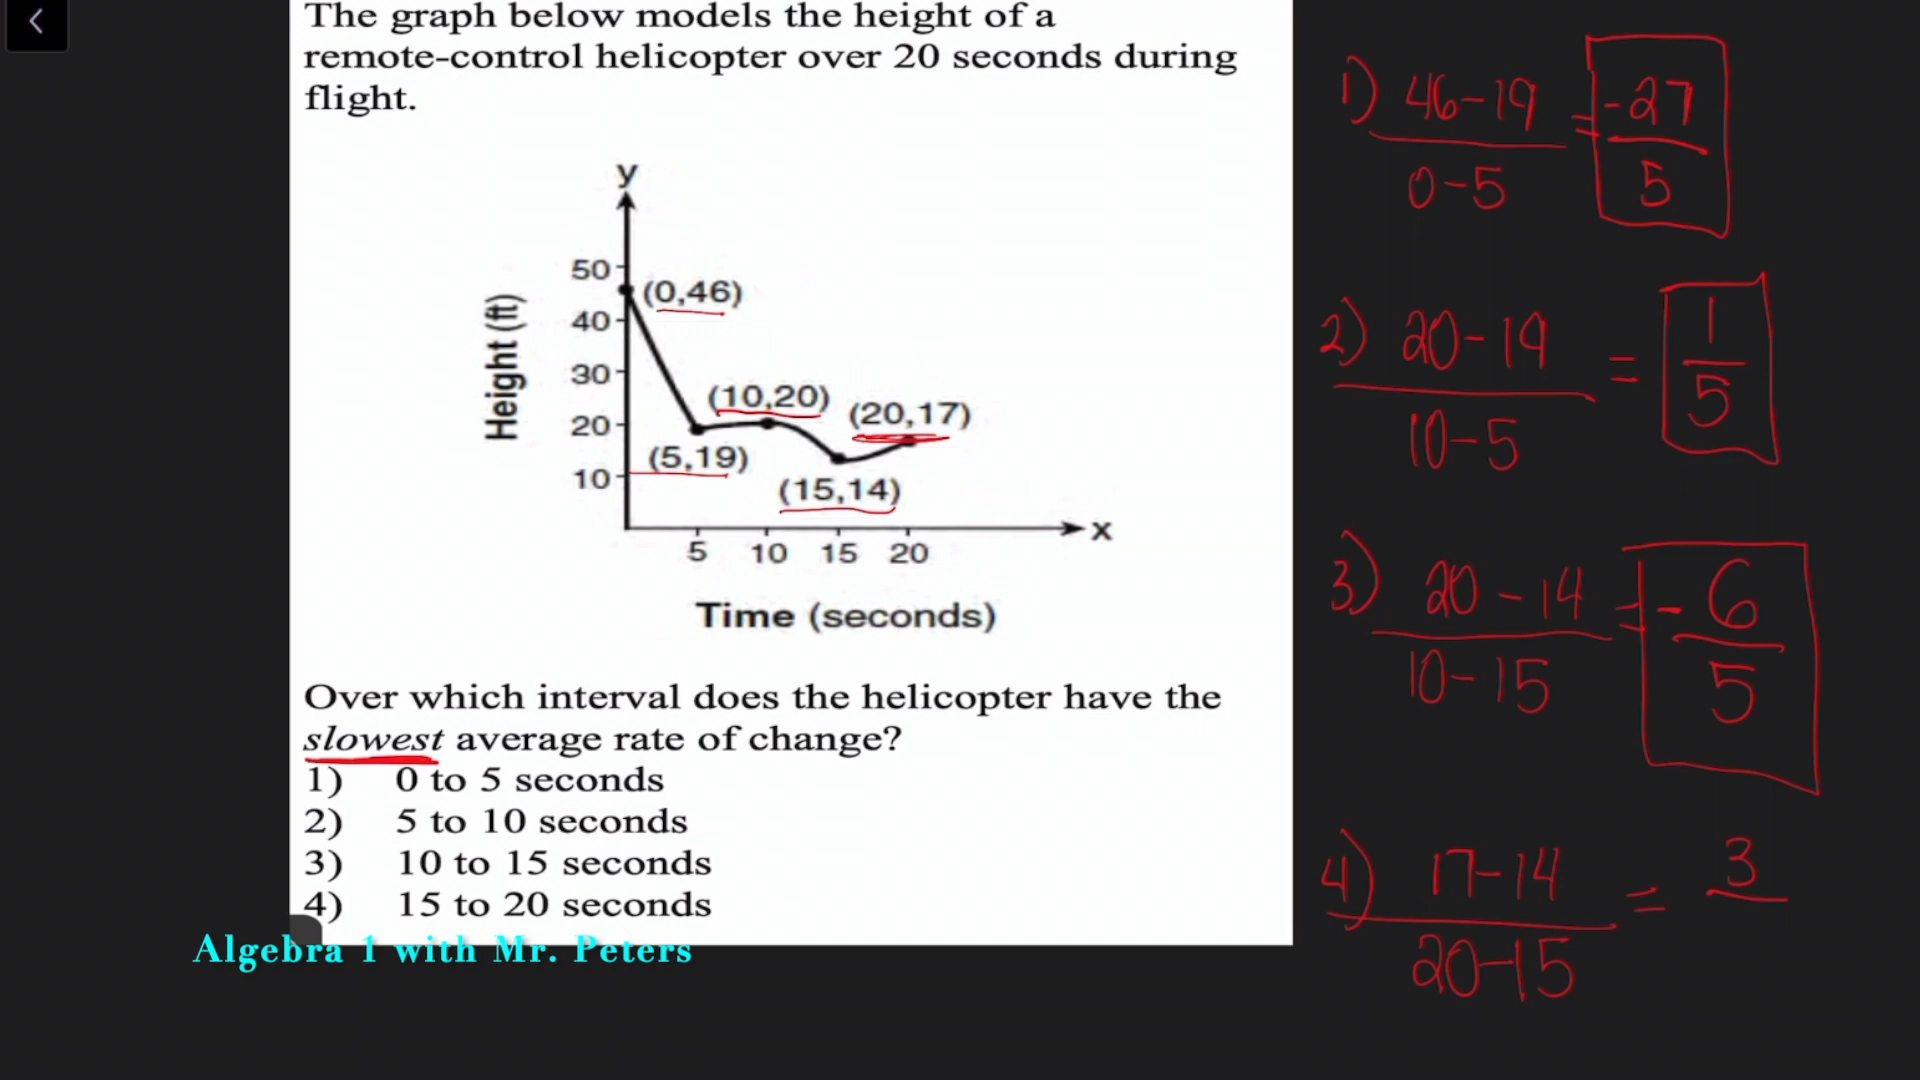 The graph below models the height of a
remote-control helicopter over 20 seconds during
flight.
y
50
40
30
20
10
Height (ft)
(0,46)
(10,20)
(20,17)
(5,19)
(15,14)
x
5 10 15 20
Time (seconds)
Over which interval does the helicopter have the
slowest average rate of change?
1) 0 to 5 seconds
2) 5 to 10 seconds
3) 10 to 15 seconds
4) 15 to 20 seconds
Algebra 1 with Mr. Peters
1) 46-19 = -27
0-5 5
2) 20-19 = 1
10-5 5
3) 20-14 = -6
10-15 5
4) 17-14 = 3
20-15